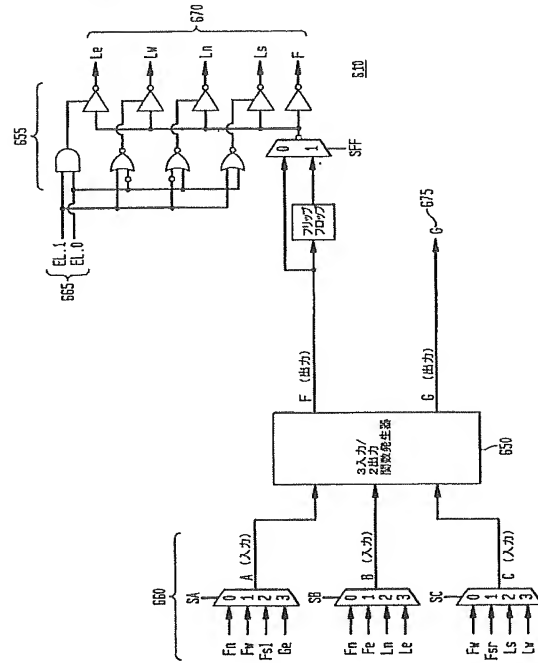 660
Fn 0
Fw 1
Fsl 2
Ge 3
SA
A (入力)
Fn 0
Fe 1
Ln 2
Le 3
SB
B (入力)
Fw 0
Fsr 1
Ls 2
Lw 3
SC
C (入力)
3入力/
2出力
関数発生器
650
F (出力)
G (出力)
G
675
フリップ
フロップ
0
1
SFF
665
EL.1
EL.0
655
670
Le
Lw
Ln
Ls
F
610